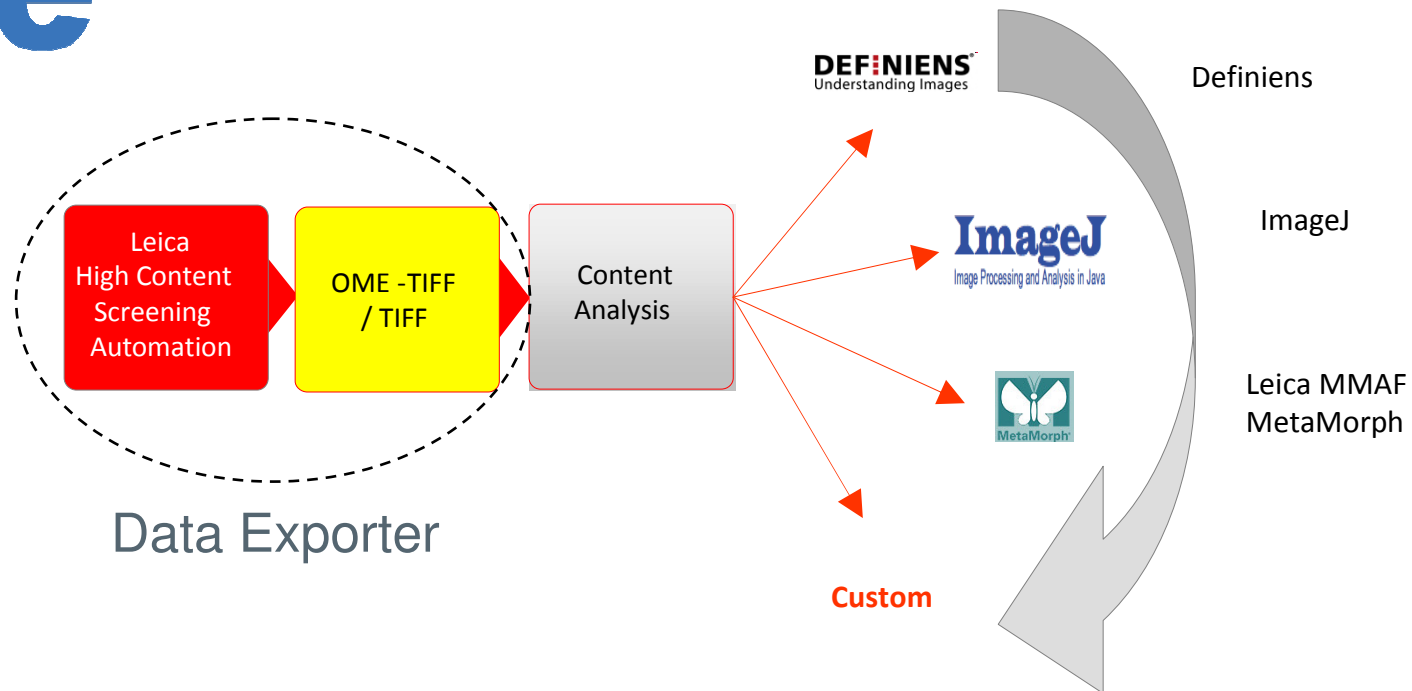 e
DEFINIENS
Understanding Images
Definiens
Leica
High Content
Screening
Automation
OME -TIFF
/ TIFF
Content
Analysis
ImageJ
Image Processing and Analysis in Java
ImageJ
MetaMorph
Leica MMAF
MetaMorph
Data Exporter
Custom